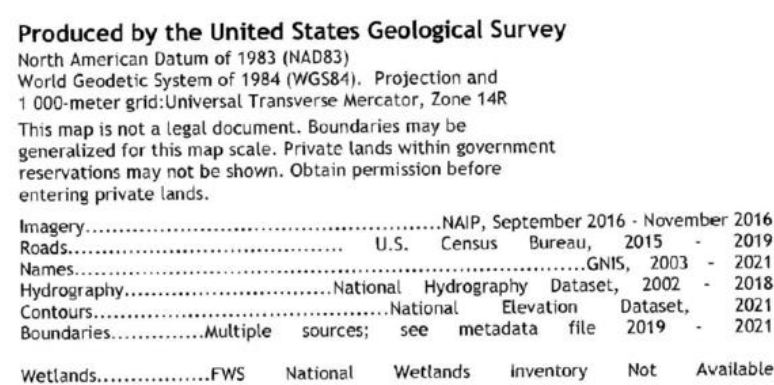 Produced by the United States Geological Survey
North American Datum of 1983 (NAD83)
World Geodetic System of 1984 (WGS84). Projection and
1 000-meter grid:Universal Transverse Mercator, Zone 14R
This map is not a legal document. Boundaries may be
generalized for this map scale. Private lands within government
reservations may not be shown. Obtain permission before
entering private lands.
Imagery..................................................NAIP, September 2016 - November 2016
Roads........................................ U.S. Census Bureau, 2015 - 2019
Names..........................................................................GNIS, 2003 - 2021
Hydrography..............................National Hydrography Dataset, 2002 - 2018
Contours...........................................National Elevation Dataset, 2021
Boundaries.............Multiple sources; see metadata file 2019 - 2021
Wetlands.................FWS National Wetlands Inventory Not Available